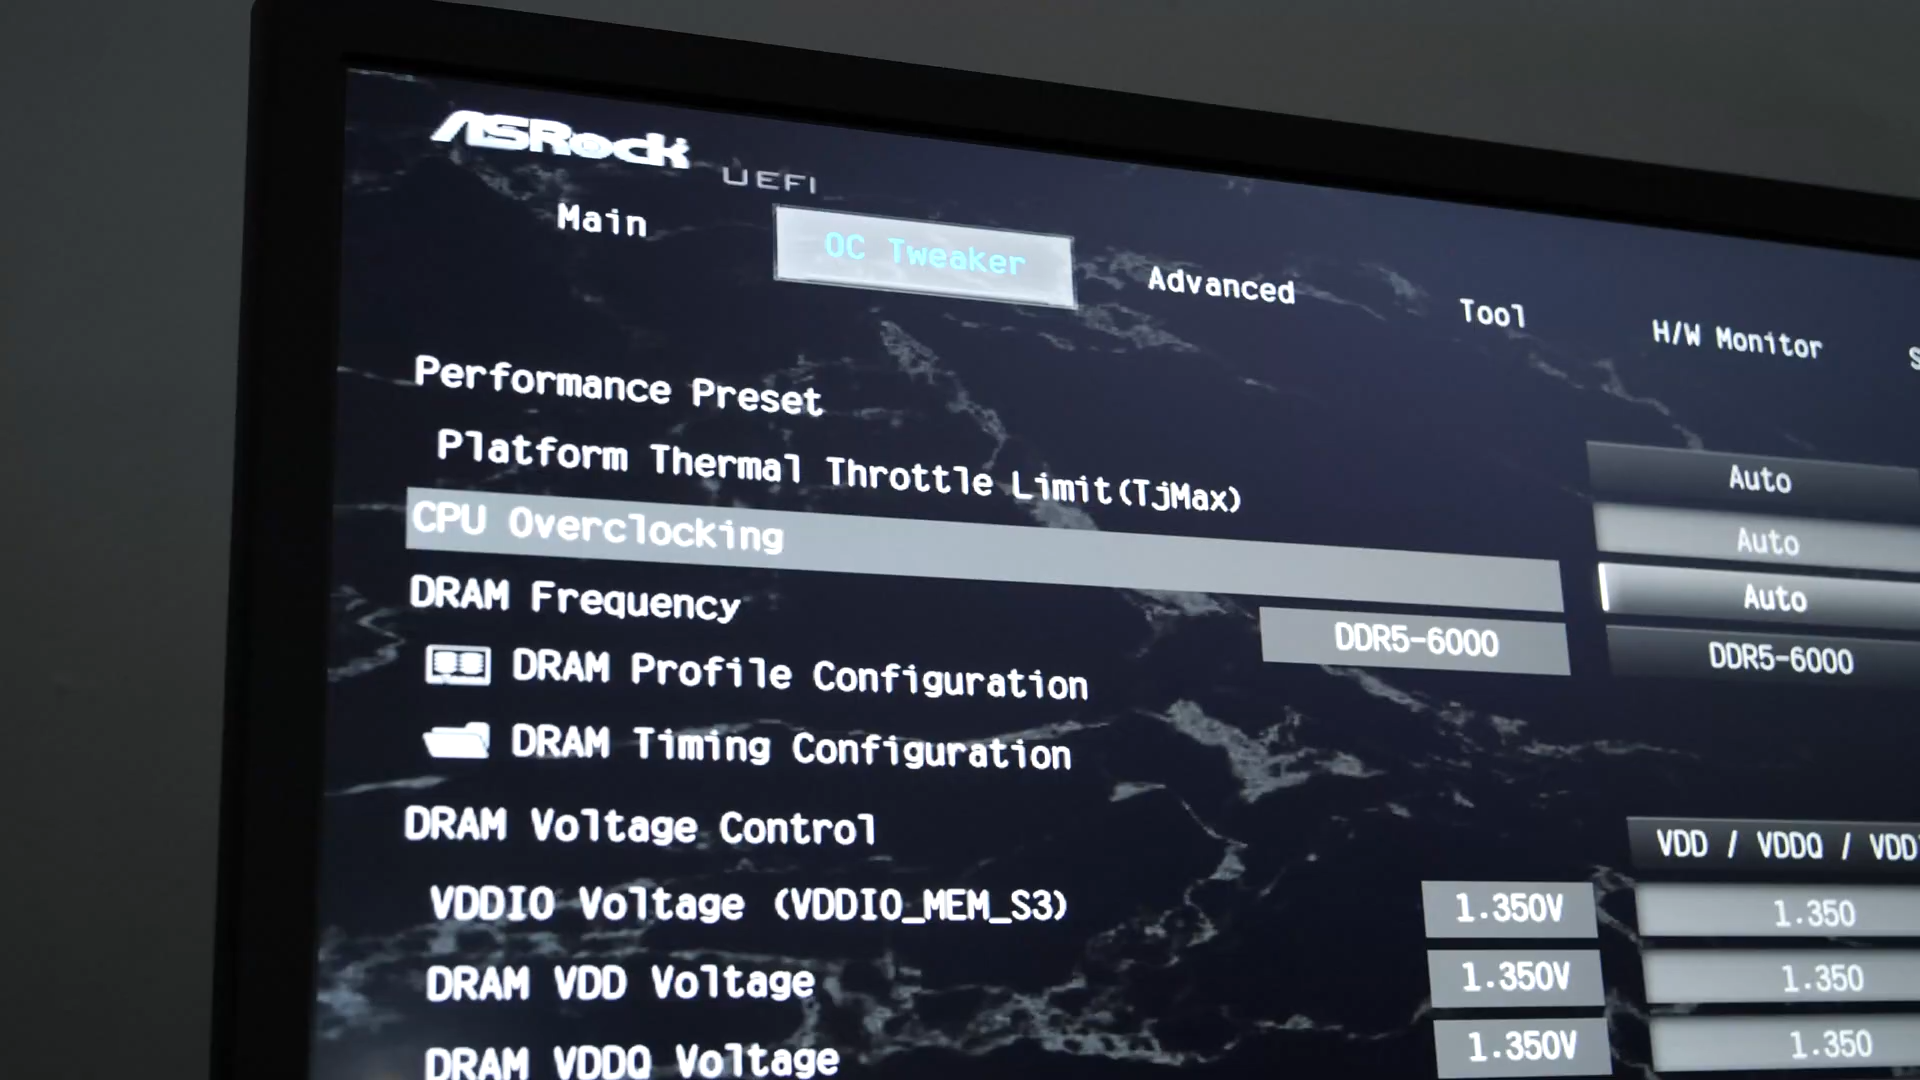 ASRock UEFI
Main OC Tweaker Advanced Tool H/W Monitor
Performance Preset Auto
Platform Thermal Throttle Limit(TjMax) Auto
CPU Overclocking Auto
DRAM Frequency DDR5-6000 DDR5-6000
DRAM Profile Configuration
DRAM Timing Configuration
DRAM Voltage Control VDD / VDDQ / VDD
VDDIO Voltage (VDDIO_MEM_S3) 1.350V 1.350
DRAM VDD Voltage 1.350V 1.350
DRAM VDDQ Voltage 1.350V 1.350